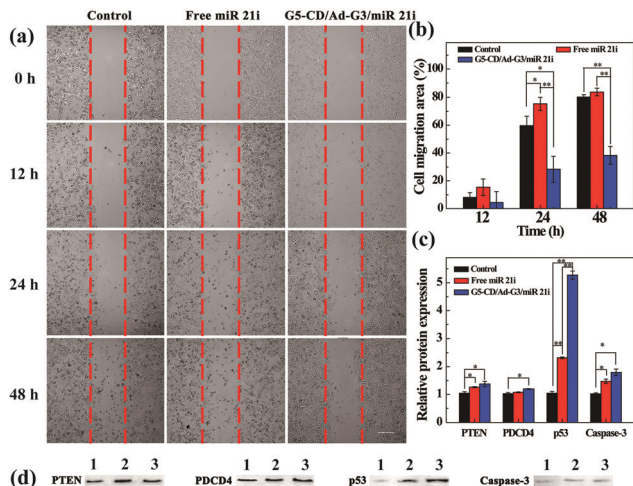 Control Free miR 21i G5-CD/Ad-G3/miR 21i
(a)
0 h
12 h
24 h
48 h
(b)
Control
Free miR 21i
G5-CD/Ad-G3/miR 21i
Cell migration area (%)
100
80
60
40
20
0
* * ** ** **
12 24 48
Time (h)
(c)
Control
Free miR 21i
G5-CD/Ad-G3/miR 21i
Relative protein expression
6
5
4
3
2
1
0
* * * ** ** ** * *
PTEN PDCD4 p53 Caspase-3
(d)
1 2 3 1 2 3 1 2 3 1 2 3
PTEN PDCD4 p53 Caspase-3